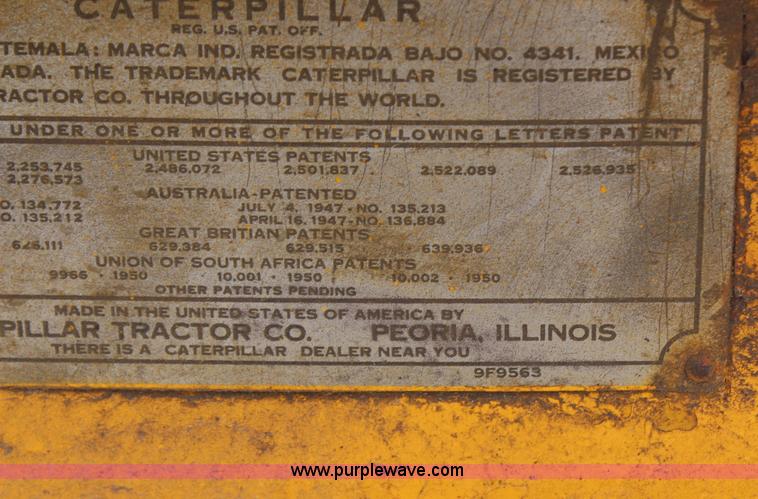 CATERPILLAR
REG. U.S. PAT. OFF.
TEMALA: MARCA IND. REGISTRADA BAJO NO. 4341. MEXICO
ADA. THE TRADEMARK CATERPILLAR IS REGISTERED BY
RACTOR CO. THROUGHOUT THE WORLD.
UNDER ONE OR MORE OF THE FOLLOWING LETTERS PATENT
UNITED STATES PATENTS
2,253,745 2,486,072 2,501,837 2,522,089 2,526,935
2,276,573
AUSTRALIA-PATENTED
O. 134,772 JULY 4, 1947-NO. 135,213
O. 135,212 APRIL 16, 1947-NO. 136,884
GREAT BRITIAN PATENTS
626,111 629,384 629,515 639,936
UNION OF SOUTH AFRICA PATENTS
9966 · 1950 10,001 · 1950 10,002 · 1950
OTHER PATENTS PENDING
MADE IN THE UNITED STATES OF AMERICA BY
PILLAR TRACTOR CO. PEORIA, ILLINOIS
THERE IS A CATERPILLAR DEALER NEAR YOU
9F9563
www.purplewave.com